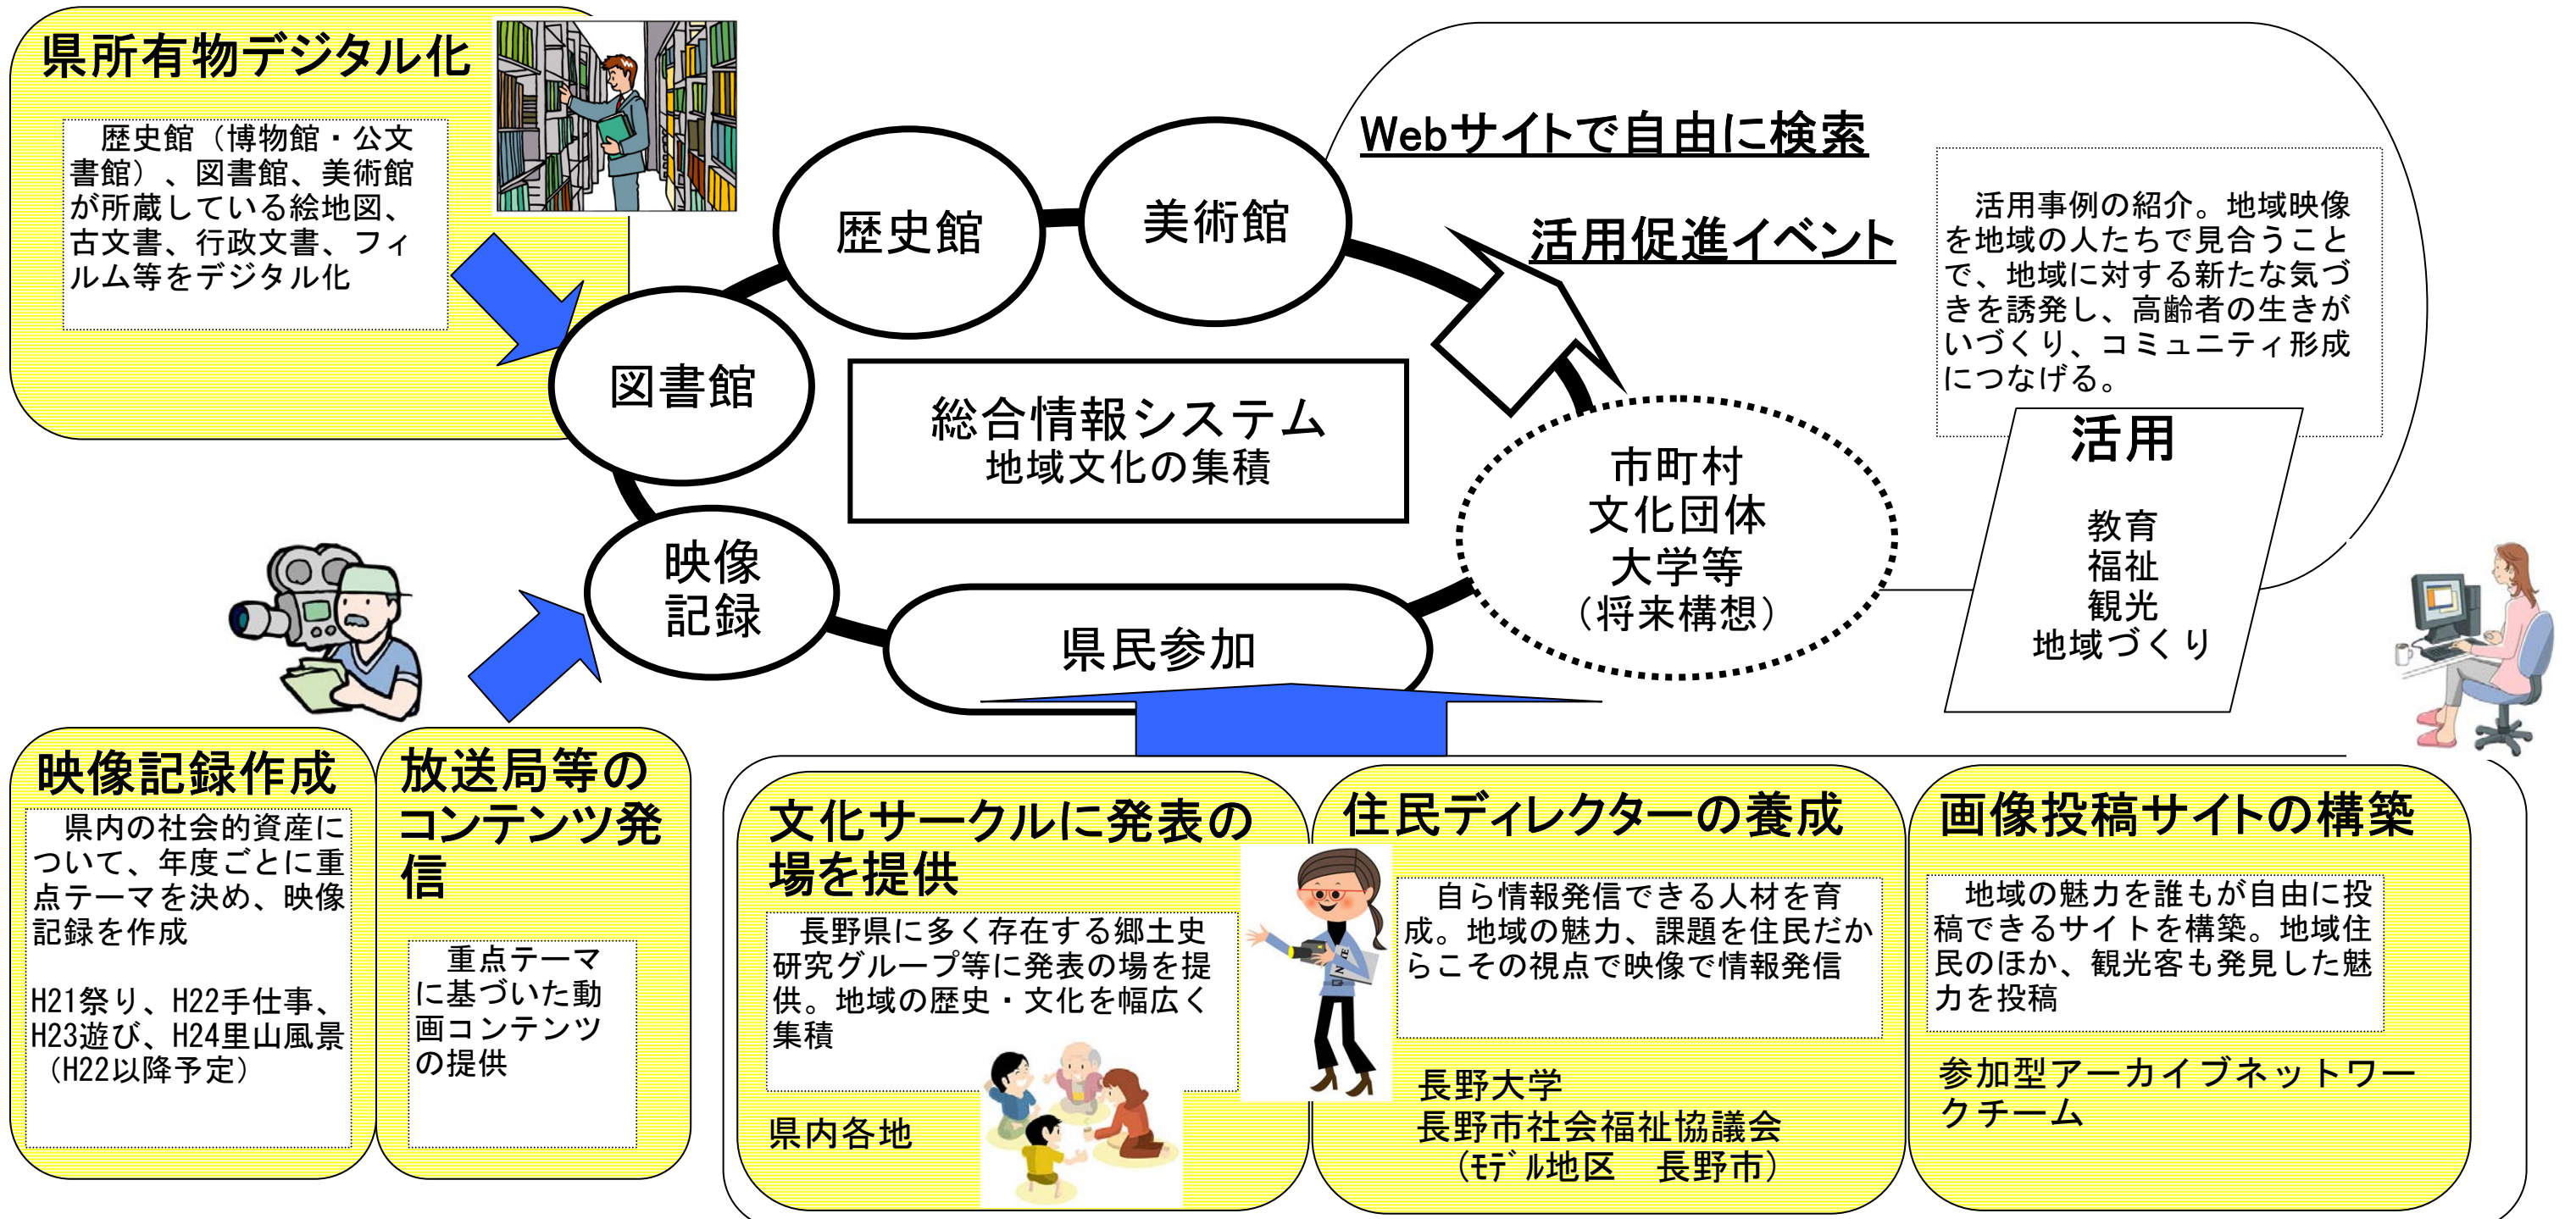 県所有物デジタル化
歴史館（博物館・公文
書館）、図書館、美術館
が所蔵している絵地図、
古文書、行政文書、フィ
ルム等をデジタル化
歴史館
美術館
図書館
映像
記録
総合情報システム
地域文化の集積
県民参加
市町村
文化団体
大学等
（将来構想）
Webサイトで自由に検索
活用促進イベント
活用事例の紹介。地域映像
を地域の人たちで見合うこと
で、地域に対する新たな気づ
きを誘発し、高齢者の生きが
いづくり、コミュニティ形成
につなげる。
活用
教育
福祉
観光
地域づくり
映像記録作成
県内の社会的資産に
ついて、年度ごとに重
点テーマを決め、映像
記録を作成
H21祭り、H22手仕事、
H23遊び、H24里山風景
（H22以降予定）
放送局等の
コンテンツ発
信
重点テーマ
に基づいた動
画コンテンツ
の提供
文化サークルに発表の
場を提供
長野県に多く存在する郷土史
研究グループ等に発表の場を提
供。地域の歴史・文化を幅広く
集積
県内各地
住民ディレクターの養成
自ら情報発信できる人材を育
成。地域の魅力、課題を住民だか
らこその視点で映像で情報発信
長野大学
長野市社会福祉協議会
（ﾓﾃﾞﾙ地区　長野市）
画像投稿サイトの構築
地域の魅力を誰もが自由に投
稿できるサイトを構築。地域住
民のほか、観光客も発見した魅
力を投稿
参加型アーカイブネットワー
クチーム